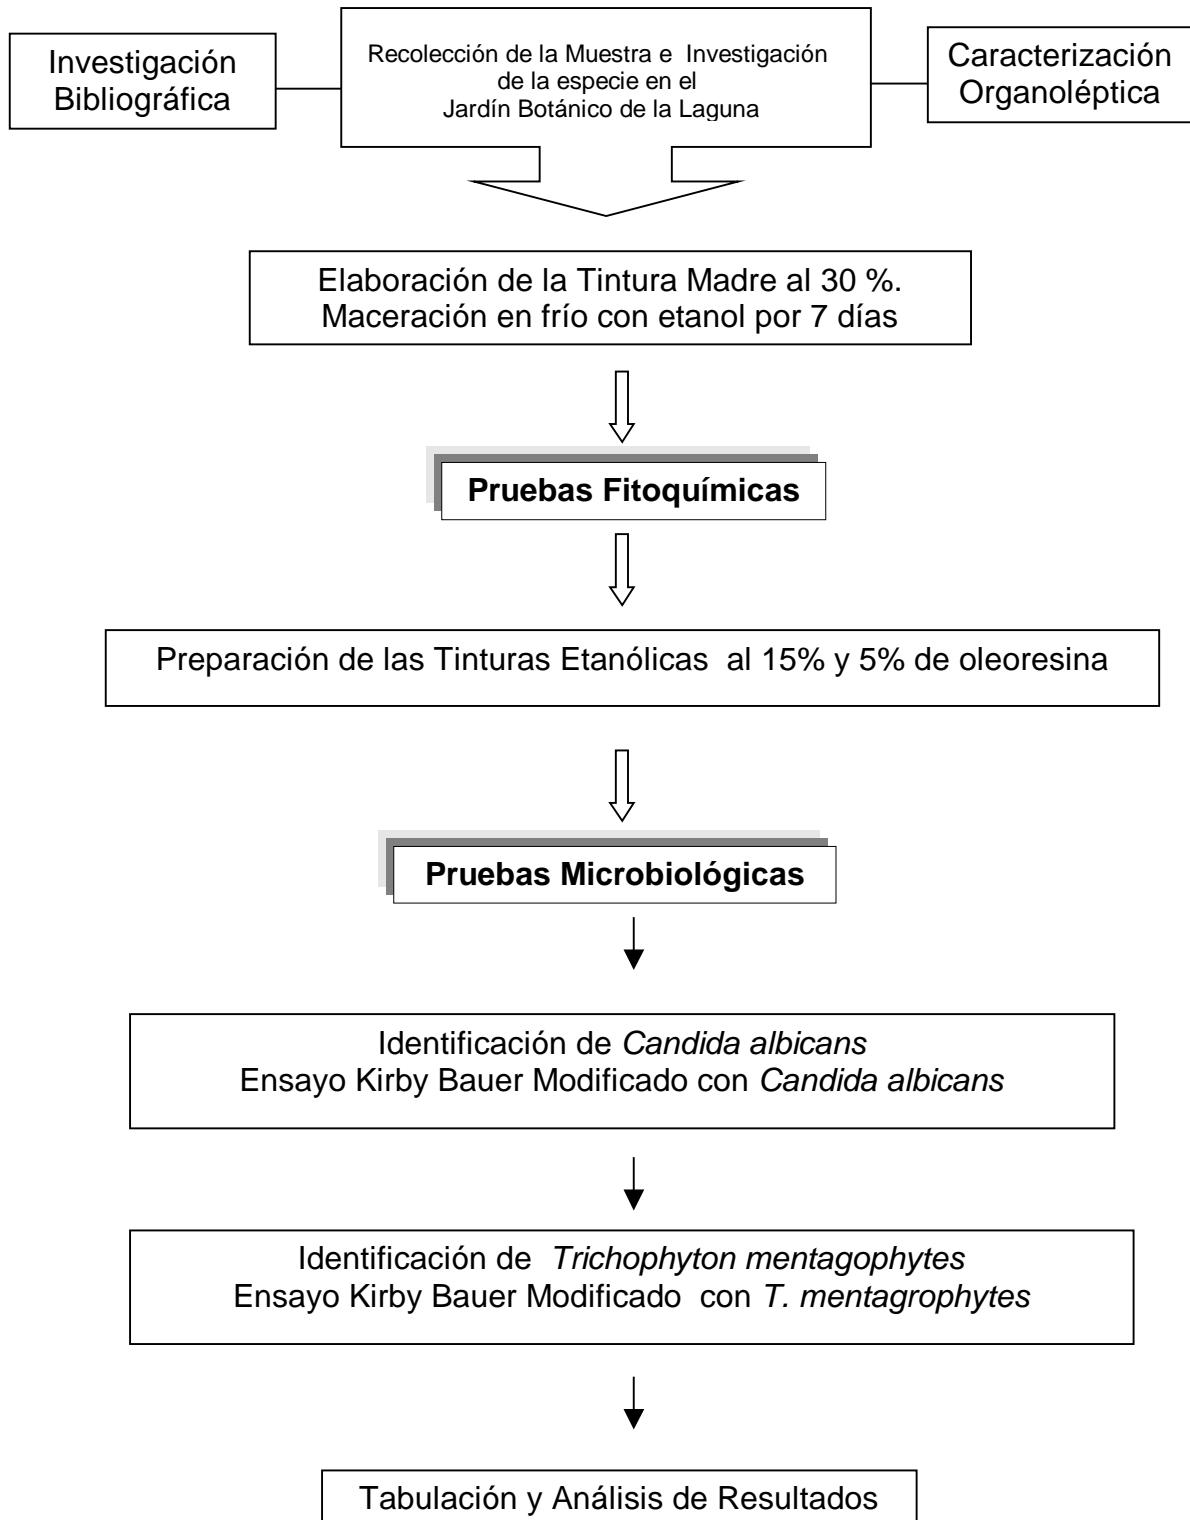 Investigación
Bibliográfica
Recolección de la Muestra e Investigación
de la especie en el
Jardín Botánico de la Laguna
Caracterización
Organoléptica
Elaboración de la Tintura Madre al 30 %.
Maceración en frío con etanol por 7 días
Pruebas Fitoquímicas
Preparación de las Tinturas Etanólicas al 15% y 5% de oleoresina
Pruebas Microbiológicas
Identificación de Candida albicans
Ensayo Kirby Bauer Modificado con Candida albicans
Identificación de Trichophyton mentagophytes
Ensayo Kirby Bauer Modificado con T. mentagrophytes
Tabulación y Análisis de Resultados